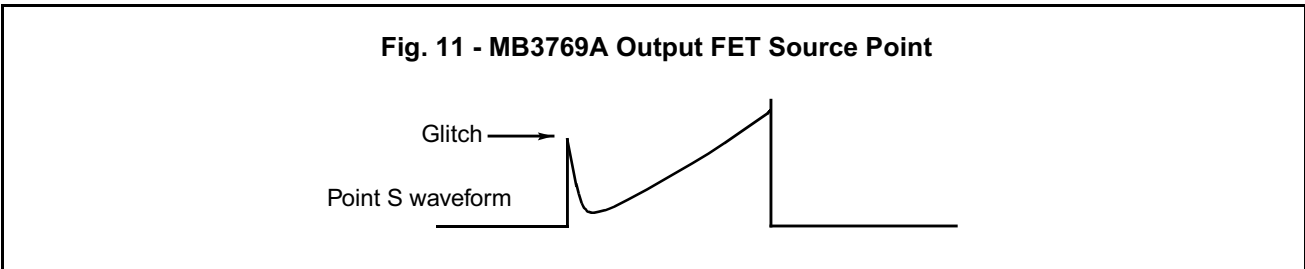 Fig. 11 - MB3769A Output FET Source Point
Glitch
Point S waveform